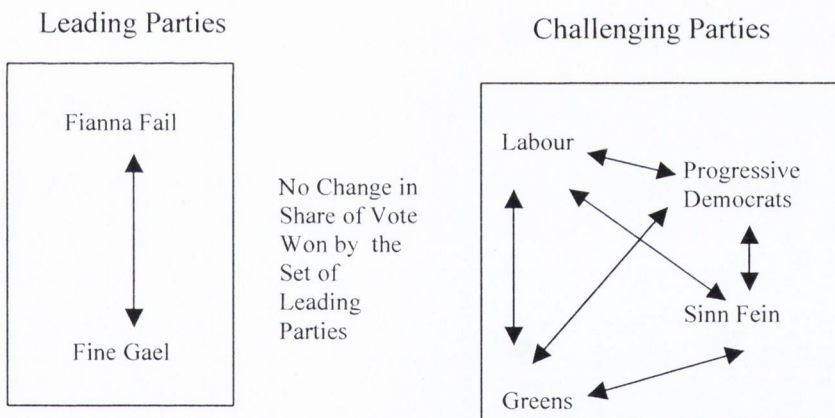 Leading Parties
Fianna Fail
Fine Gael
No Change in
Share of Vote
Won by the
Set of
Leading
Parties
Challenging Parties
Labour
Progressive
Democrats
Sinn Fein
Greens